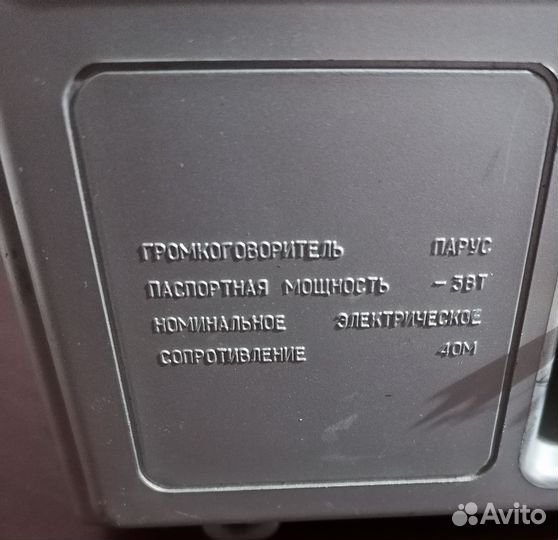 ГРОМКОГОВОРИТЕЛЬ ПАРУС
ПАСПОРТНАЯ МОЩНОСТЬ - 3ВТ
НОМИНАЛЬНОЕ ЭЛЕКТРИЧЕСКОЕ
СОПРОТИВЛЕНИЕ 4ОМ
Avito